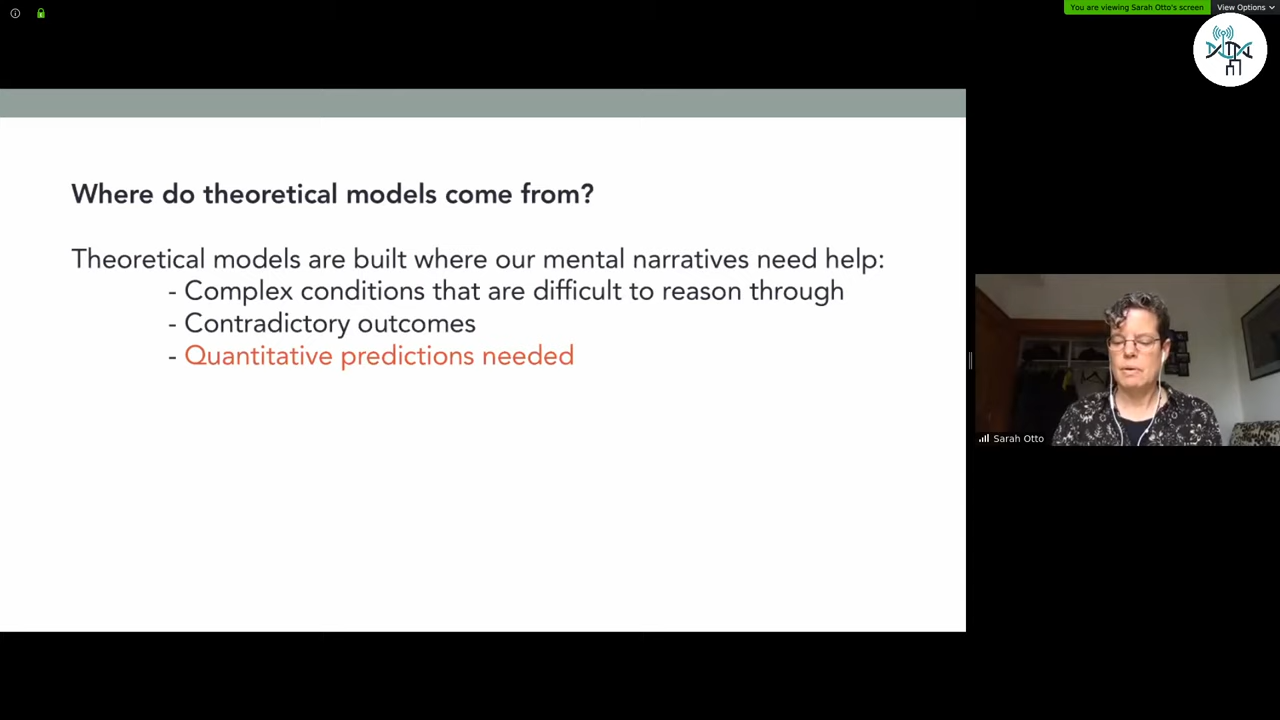 You are viewing Sarah Otto's screen
View Options
Where do theoretical models come from?
Theoretical models are built where our mental narratives need help:
- Complex conditions that are difficult to reason through
- Contradictory outcomes
- Quantitative predictions needed
Sarah Otto